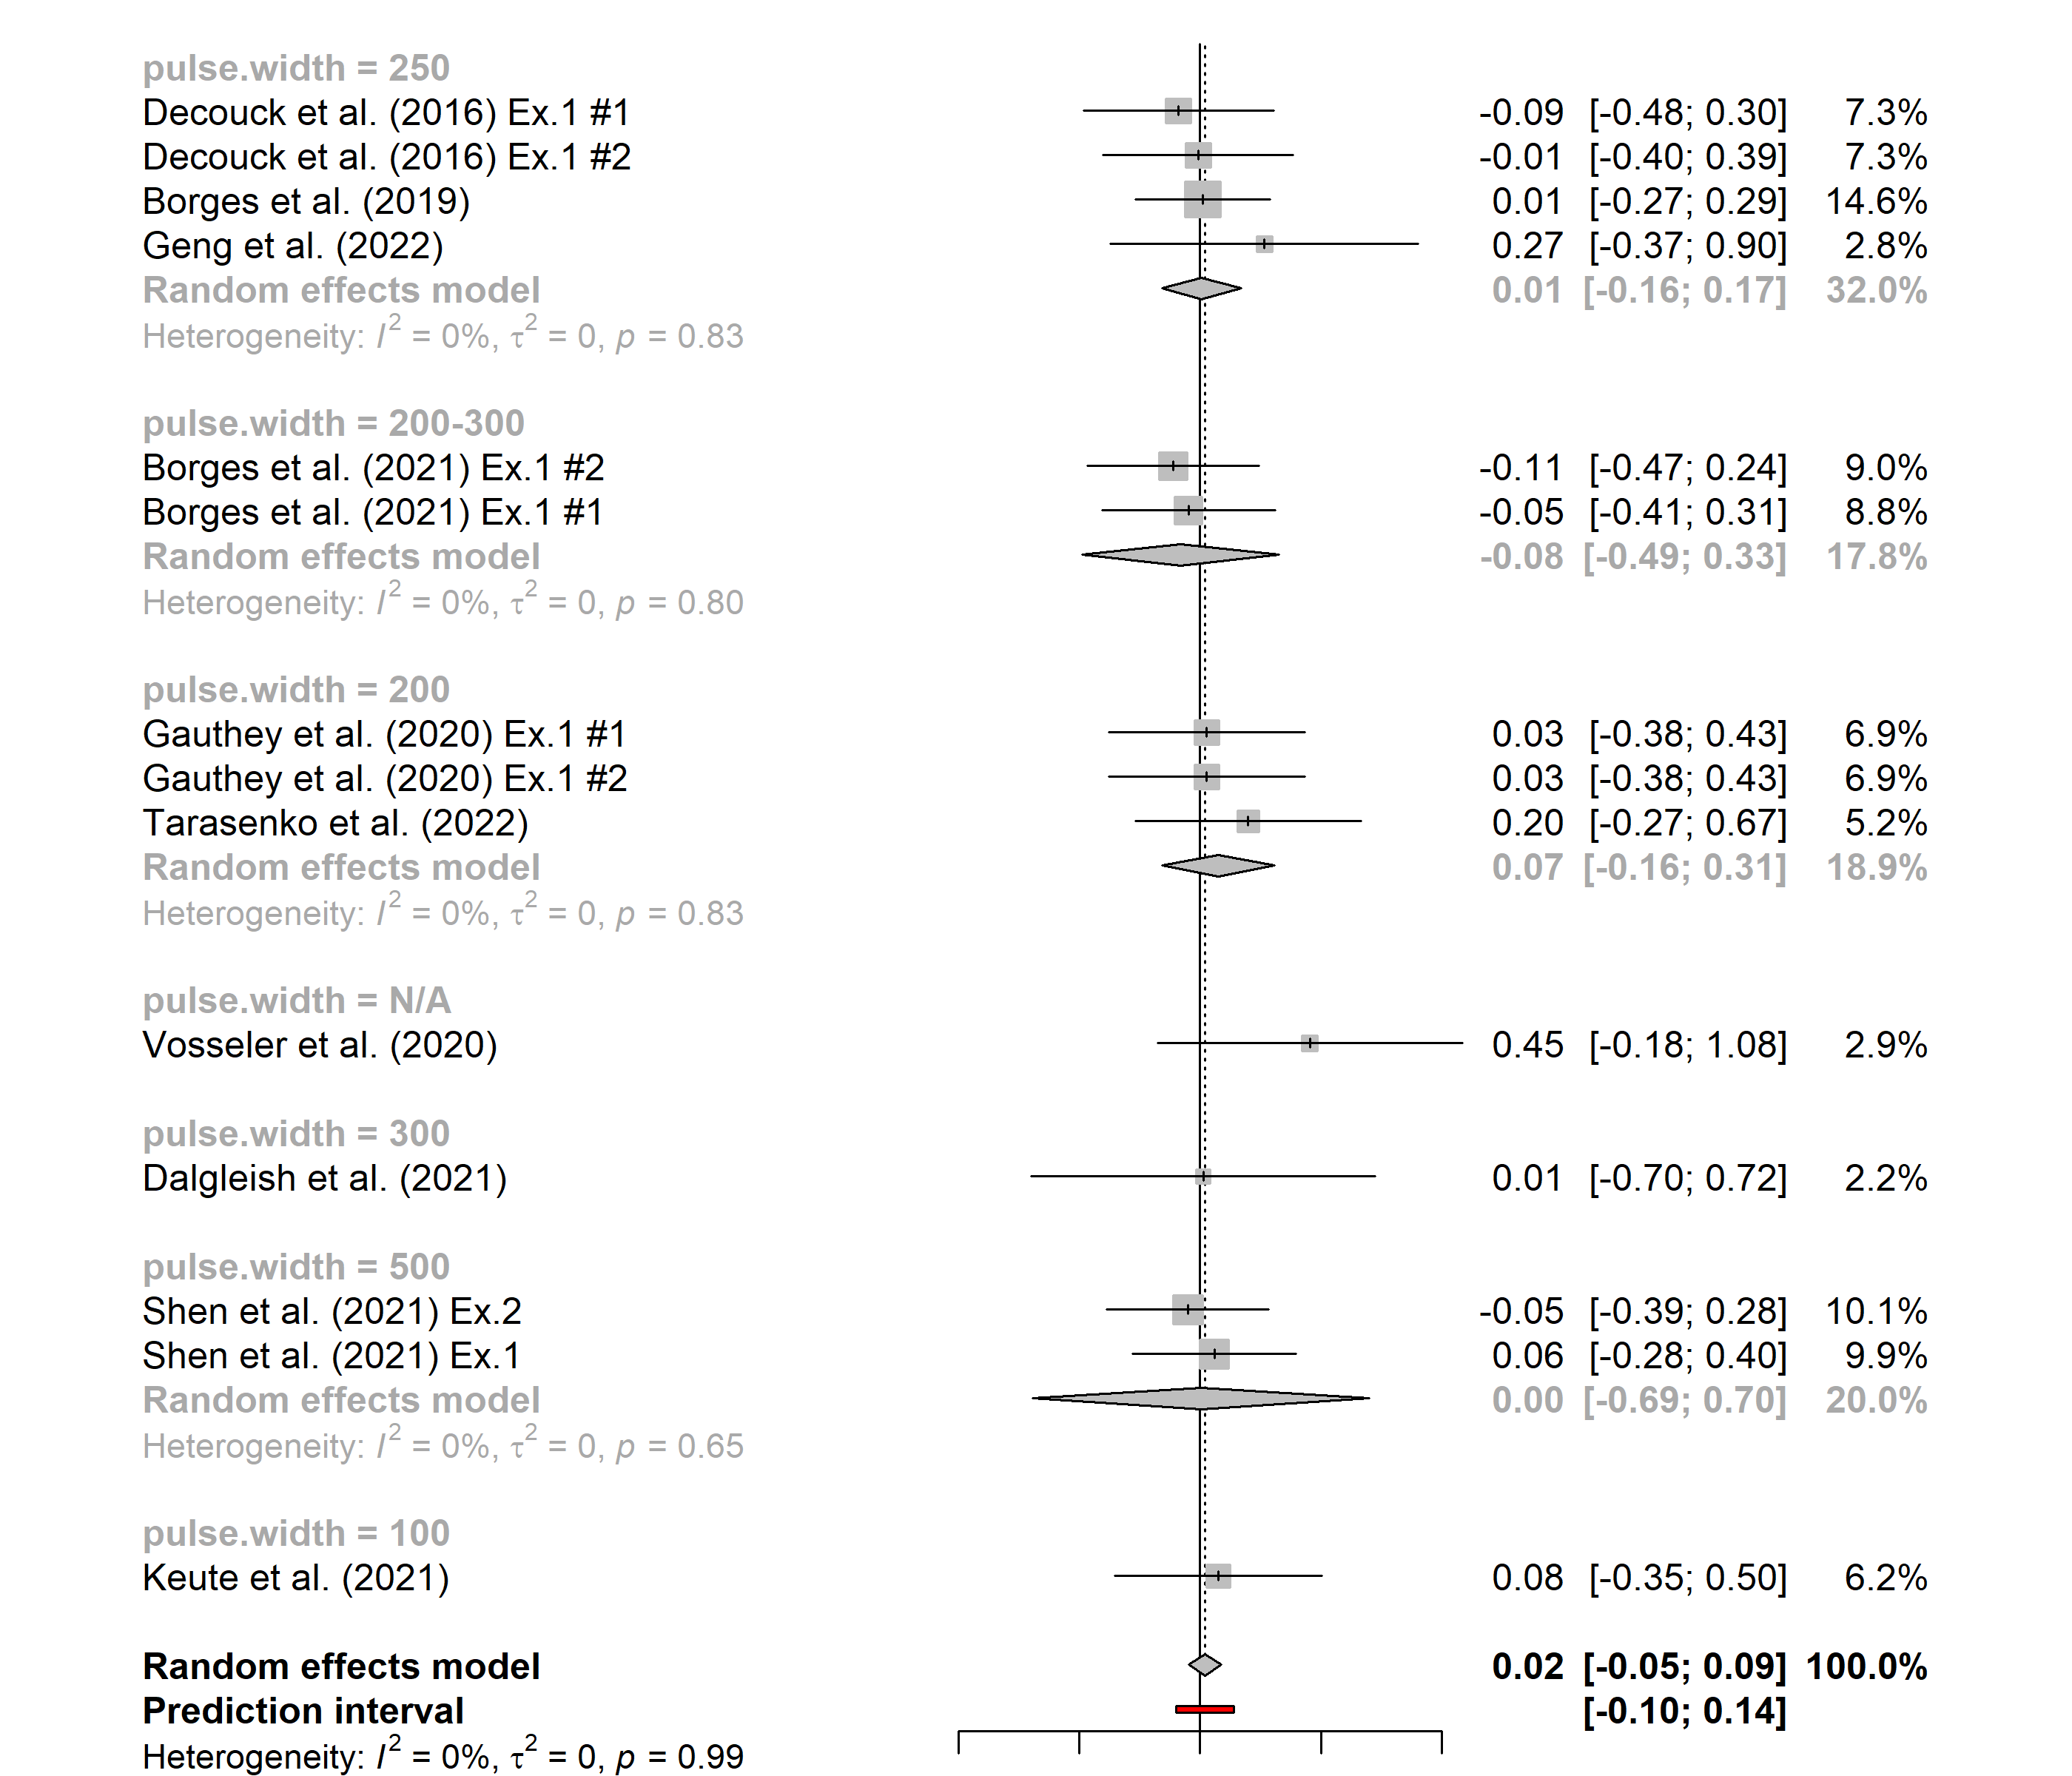 pulse.width = 250
Decouck et al. (2016) Ex.1 #1 -0.09 [-0.48; 0.30] 7.3%
Decouck et al. (2016) Ex.1 #2 -0.01 [-0.40; 0.39] 7.3%
Borges et al. (2019) 0.01 [-0.27; 0.29] 14.6%
Geng et al. (2022) 0.27 [-0.37; 0.90] 2.8%
Random effects model 0.01 [-0.16; 0.17] 32.0%
Heterogeneity: I² = 0%, τ² = 0, p = 0.83
pulse.width = 200-300
Borges et al. (2021) Ex.1 #2 -0.11 [-0.47; 0.24] 9.0%
Borges et al. (2021) Ex.1 #1 -0.05 [-0.41; 0.31] 8.8%
Random effects model -0.08 [-0.49; 0.33] 17.8%
Heterogeneity: I² = 0%, τ² = 0, p = 0.80
pulse.width = 200
Gauthey et al. (2020) Ex.1 #1 0.03 [-0.38; 0.43] 6.9%
Gauthey et al. (2020) Ex.1 #2 0.03 [-0.38; 0.43] 6.9%
Tarasenko et al. (2022) 0.20 [-0.27; 0.67] 5.2%
Random effects model 0.07 [-0.16; 0.31] 18.9%
Heterogeneity: I² = 0%, τ² = 0, p = 0.83
pulse.width = N/A
Vosseler et al. (2020) 0.45 [-0.18; 1.08] 2.9%
pulse.width = 300
Dalgleish et al. (2021) 0.01 [-0.70; 0.72] 2.2%
pulse.width = 500
Shen et al. (2021) Ex.2 -0.05 [-0.39; 0.28] 10.1%
Shen et al. (2021) Ex.1 0.06 [-0.28; 0.40] 9.9%
Random effects model 0.00 [-0.69; 0.70] 20.0%
Heterogeneity: I² = 0%, τ² = 0, p = 0.65
pulse.width = 100
Keute et al. (2021) 0.08 [-0.35; 0.50] 6.2%
Random effects model 0.02 [-0.05; 0.09] 100.0%
Prediction interval [-0.10; 0.14]
Heterogeneity: I² = 0%, τ² = 0, p = 0.99